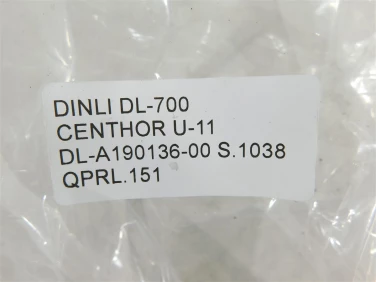 DINLI DL-700
CENTHOR U-11
DL-A190136-00 S.1038
QPRL.151